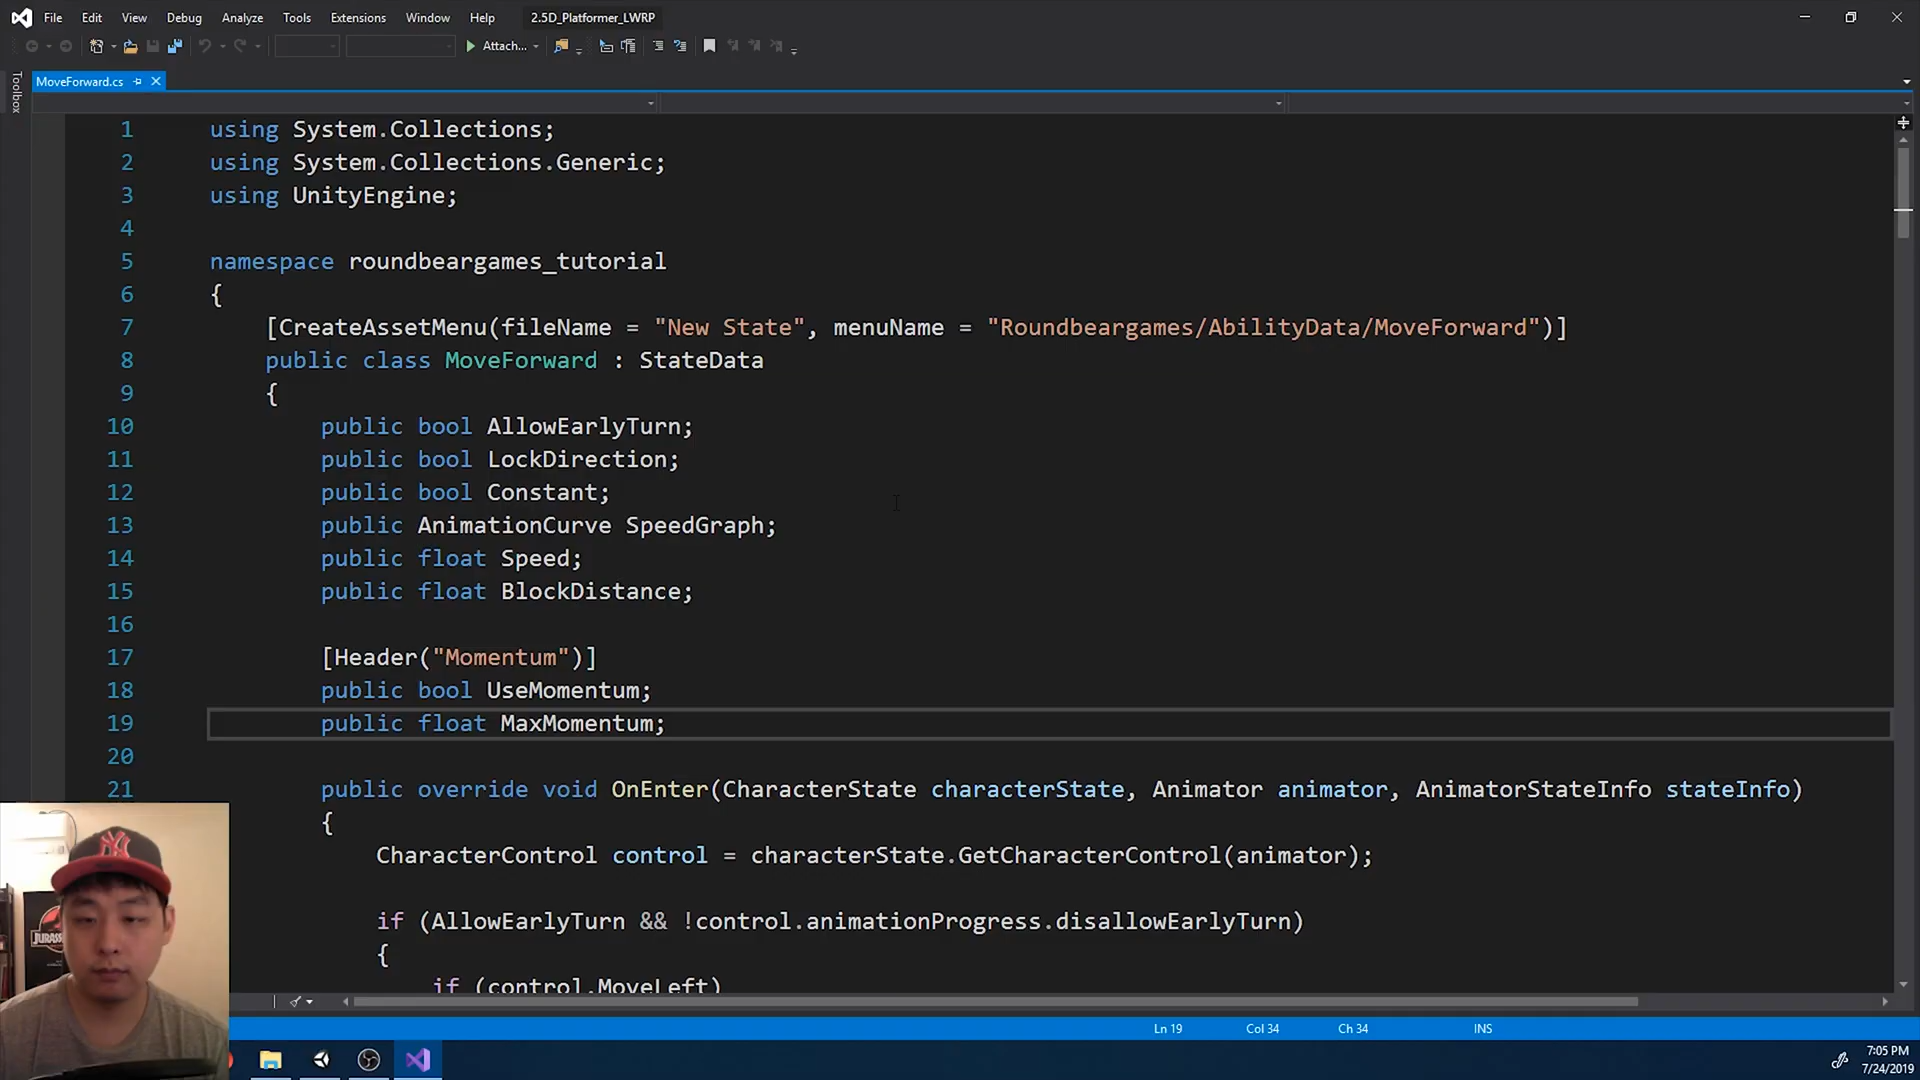 File Edit View Debug Analyze Tools Extensions Window Help 2.5D_Platformer_LWRP
Attach...
Toolbox
MoveForward.cs
1 using System.Collections;
2 using System.Collections.Generic;
3 using UnityEngine;
4
5 namespace roundbeargames_tutorial
6 {
7 [CreateAssetMenu(fileName = "New State", menuName = "Roundbeargames/AbilityData/MoveForward")]
8 public class MoveForward : StateData
9 {
10 public bool AllowEarlyTurn;
11 public bool LockDirection;
12 public bool Constant;
13 public AnimationCurve SpeedGraph;
14 public float Speed;
15 public float BlockDistance;
16
17 [Header("Momentum")]
18 public bool UseMomentum;
19 public float MaxMomentum;
20
21 public override void OnEnter(CharacterState characterState, Animator animator, AnimatorStateInfo stateInfo)
{
CharacterControl control = characterState.GetCharacterControl(animator);
if (AllowEarlyTurn && !control.animationProgress.disallowEarlyTurn)
{
if (control.MoveLeft)
NY
JURASSIC
Ln 19 Col 34 Ch 34 INS
7:05 PM
7/24/2019